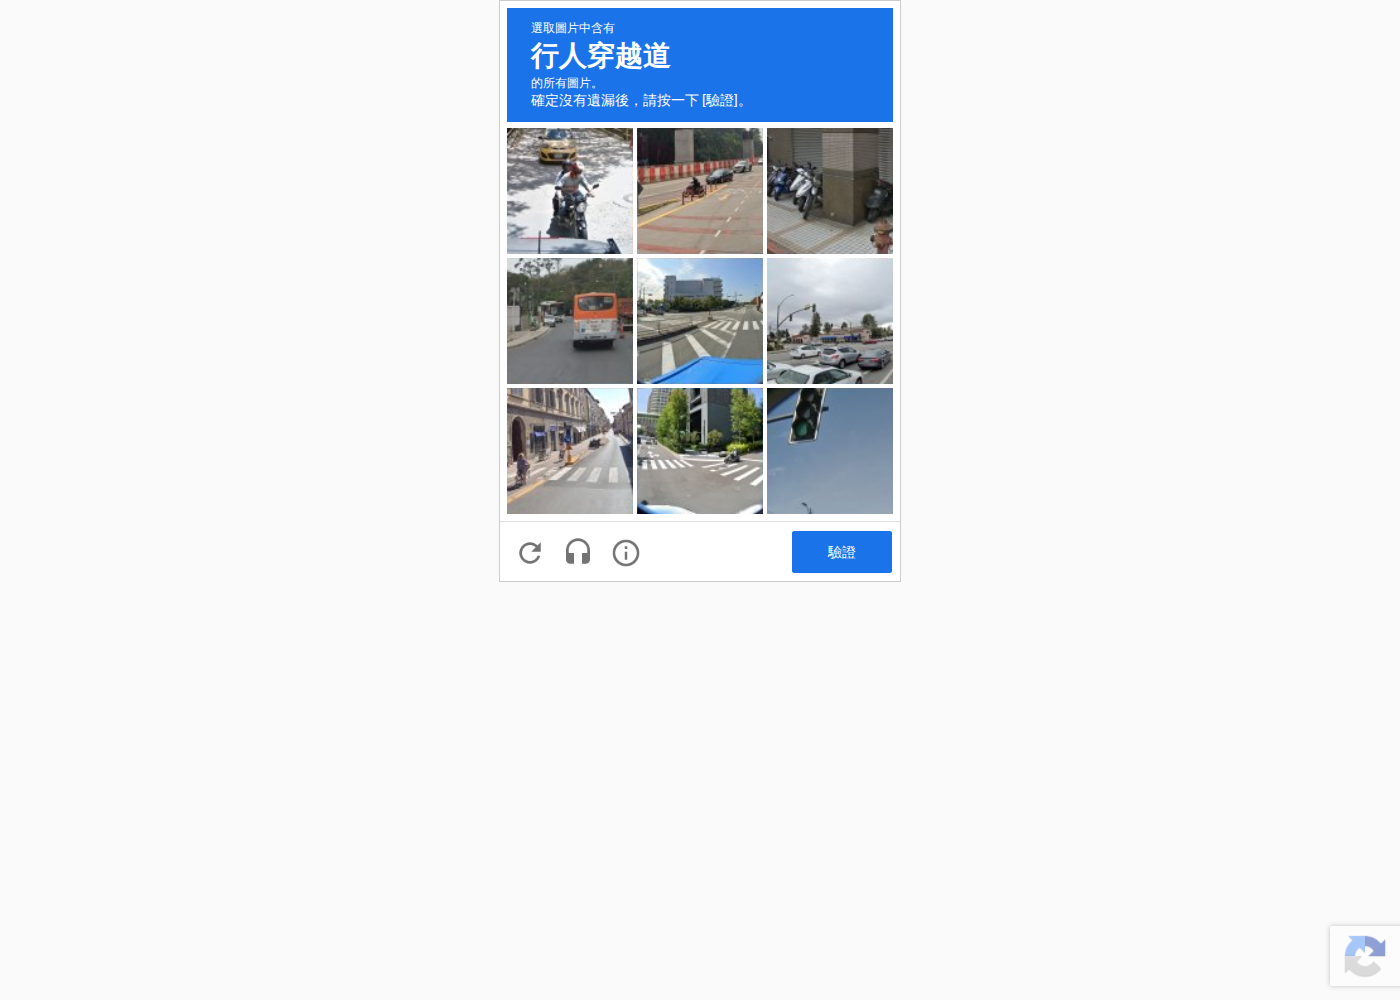 選取圖片中含有
行人穿越道
的所有圖片。
確定沒有遺漏後，請按一下 [驗證]。
驗證